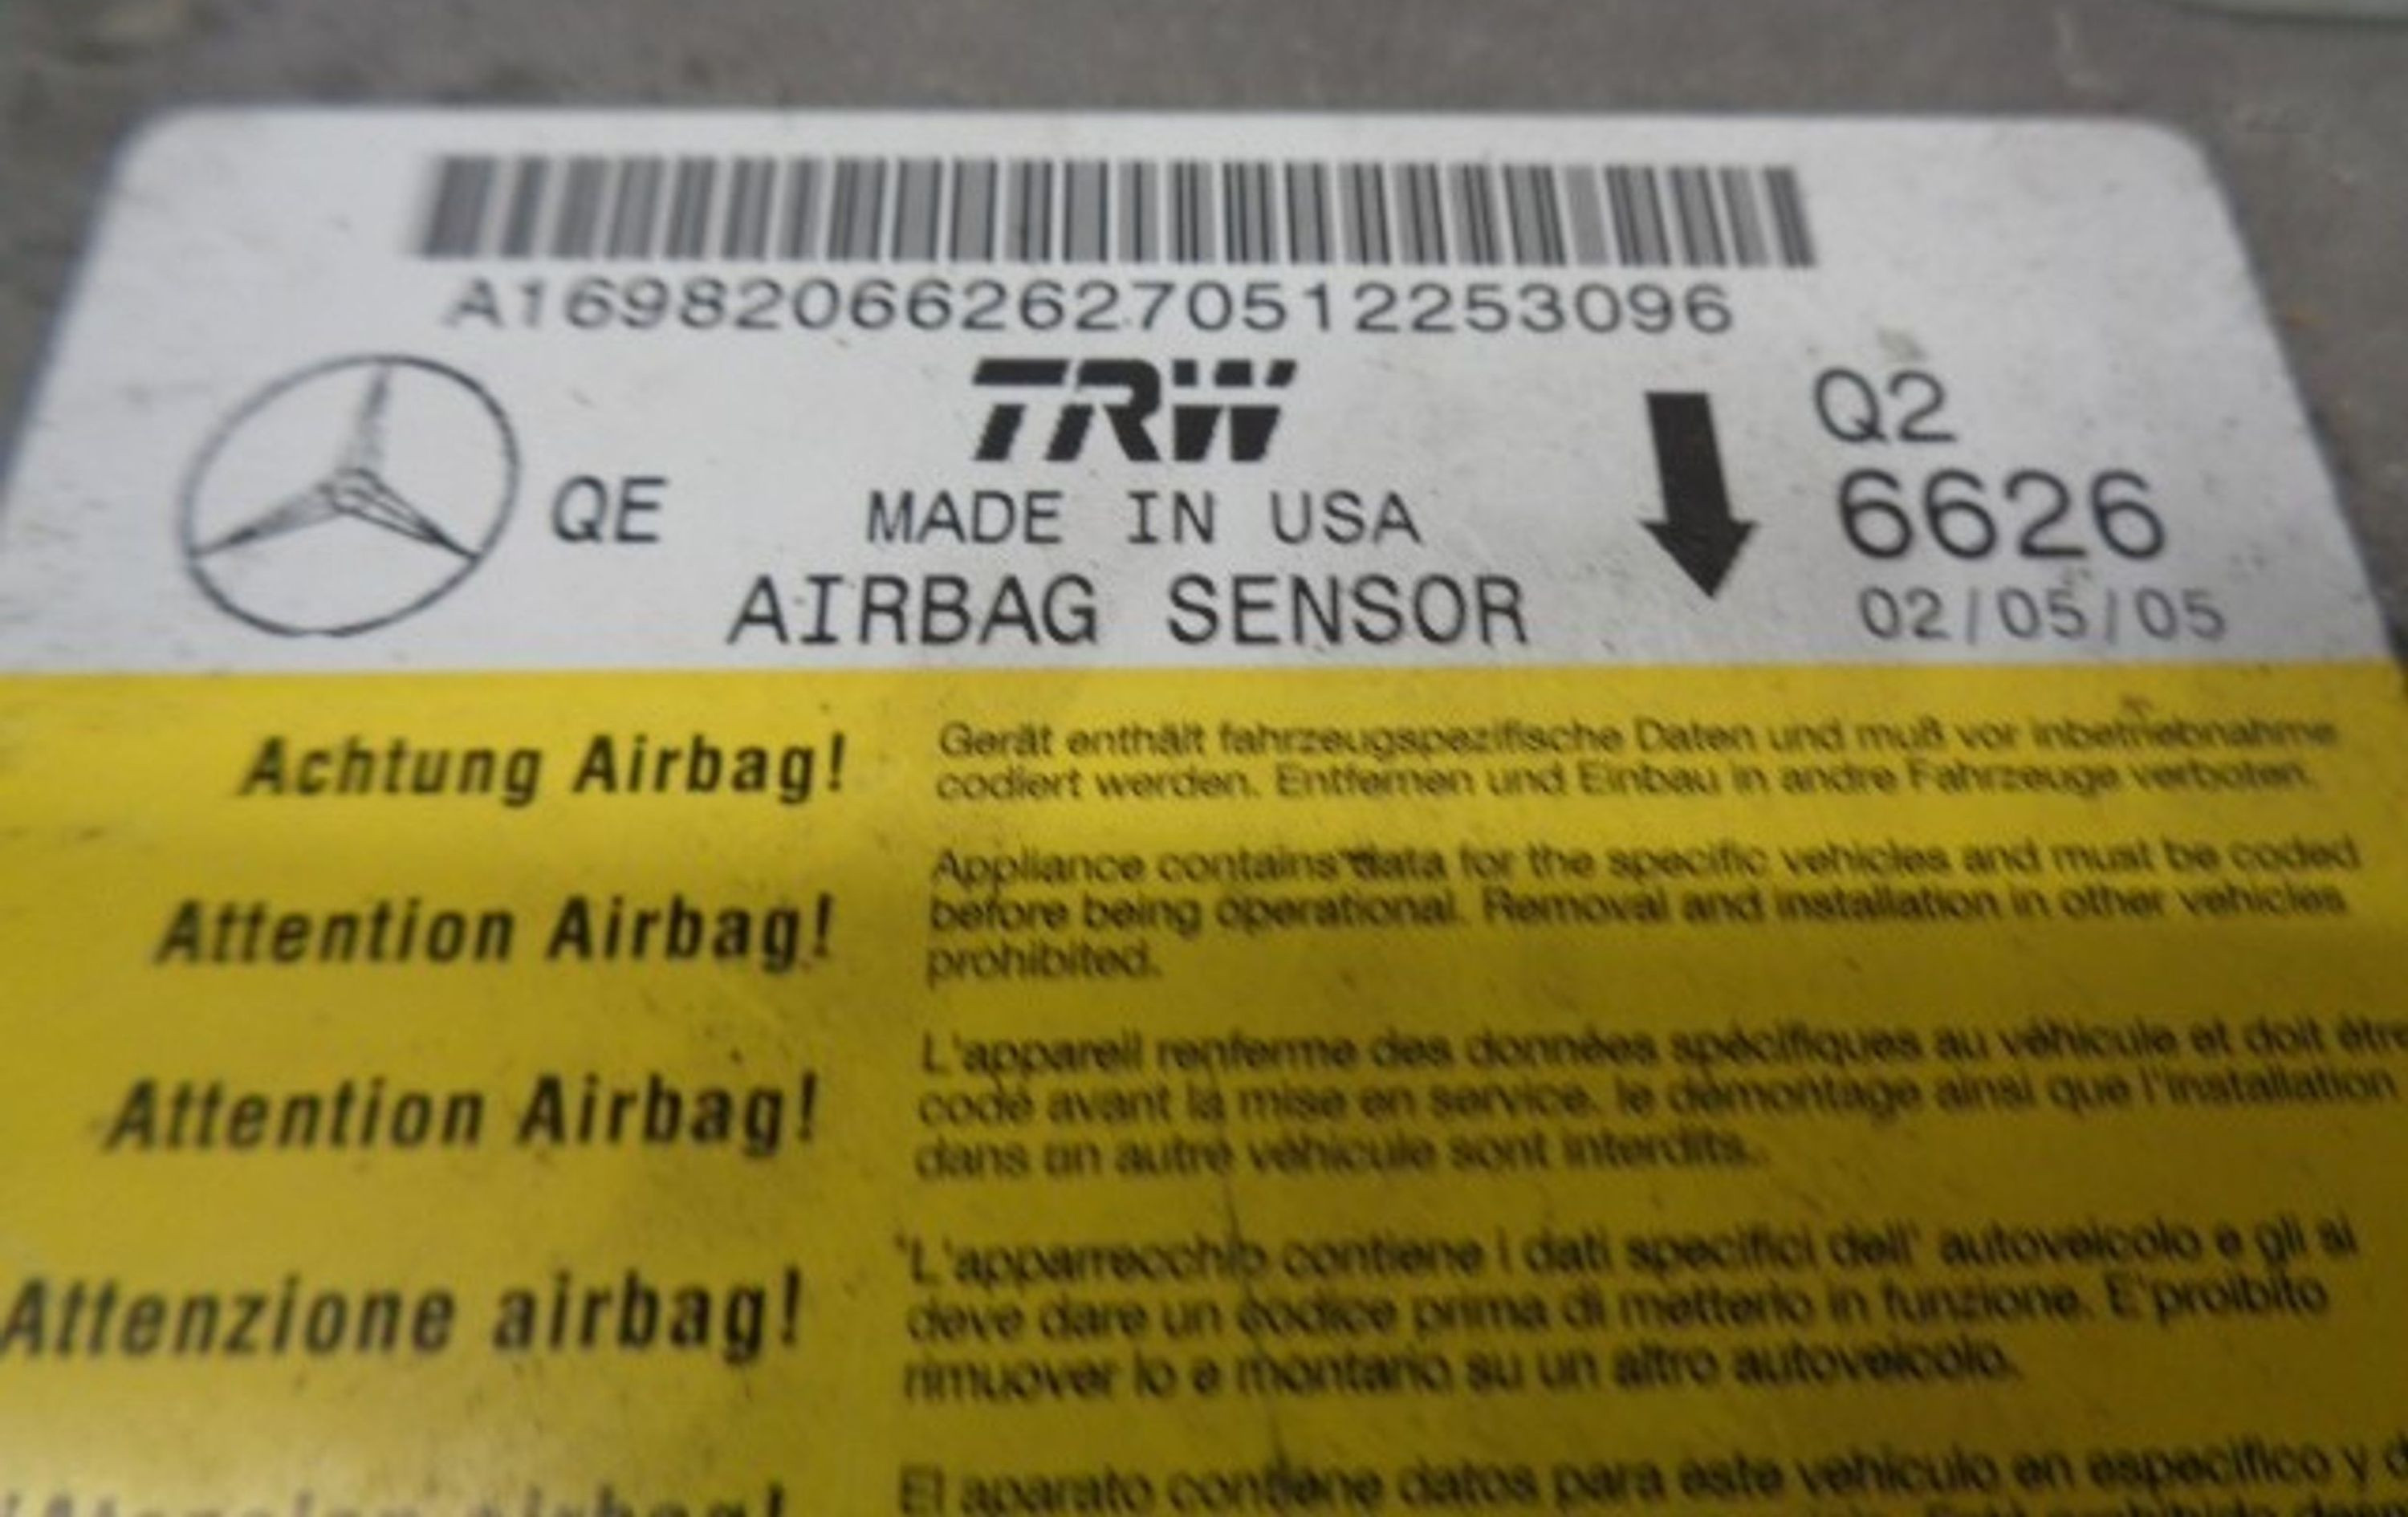 A1698206626270512253096
TRW
QE
MADE IN USA
AIRBAG SENSOR
Q2
6626
02/05/05
Achtung Airbag!
Gerät enthält fahrzeugspezifische Daten und muß vor inbetriebnahme
codiert werden. Entfernen und Einbau in andre Fahrzeuge verboten.
Attention Airbag!
Appliance contains data for the specific vehicles and must be coded
before being operational. Removal and installation in other vehicles
prohibited.
Attention Airbag!
L'appareil renferme des données spécifiques au véhicule et doit être
codé avant la mise en service. le démontage ainsi que l'installation
dans un autre véhicule sont interdits.
Attenzione airbag!
L'apparrecchio contiene i dati specifici dell' autoveicolo e gli si
deve dare un codice prima di metterlo in funzione. E'proibito
rimuover lo e montarlo su un altro autoveicolo.
airbag!
El aparato contiene datos para este vehículo en específico y